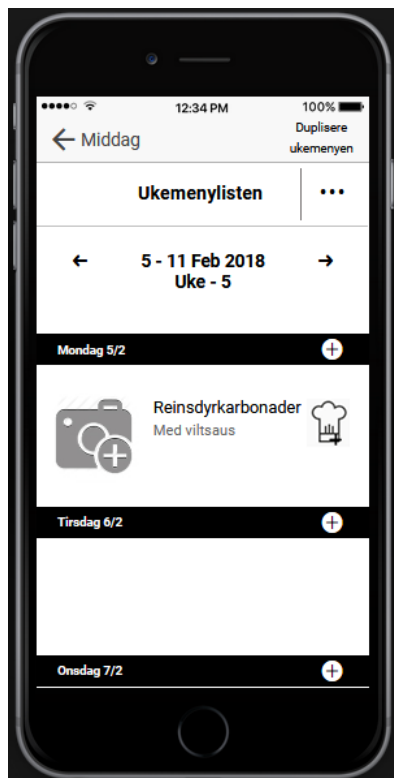 12:34 PM 100%
← Middag
Duplisere
ukemenyen
Ukemenylisten ...
← 5 - 11 Feb 2018 →
Uke - 5
Mondag 5/2
Reinsdyrkarbonader
Med viltsaus
Tirsdag 6/2
Onsdag 7/2